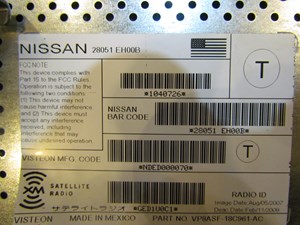 NISSAN 28051 EH00B
FCC NOTE
This device complies with
Part 15 of the FCC Rules
Operation is subject to the
following two conditions
(1) This device may not
cause harmful interference
and (2) This device must
accept any interference
received, including
interference that may
cause undesired operation
T
*1040726*
NISSAN
BAR CODE
*28051 EH00B*
VISTEON MFG. CODE
*NDED000070*
T
XM
SATELLITE
RADIO
サテライトラジオ
RADIO ID
VISTEON
MADE IN MEXICO